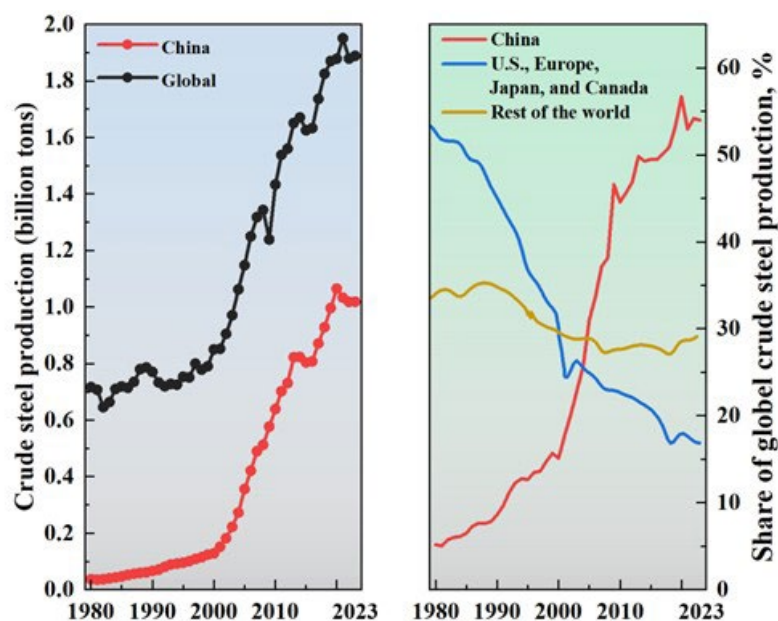 Crude steel production (billion tons)
2.0
1.8
1.6
1.4
1.2
1.0
0.8
0.6
0.4
0.2
0.0
China
Global
1980 1990 2000 2010 2023
China
U.S., Europe,
Japan, and Canada
Rest of the world
60
50
40
30
20
10
0
1980 1990 2000 2010 2023
Share of globel crude steel production, %